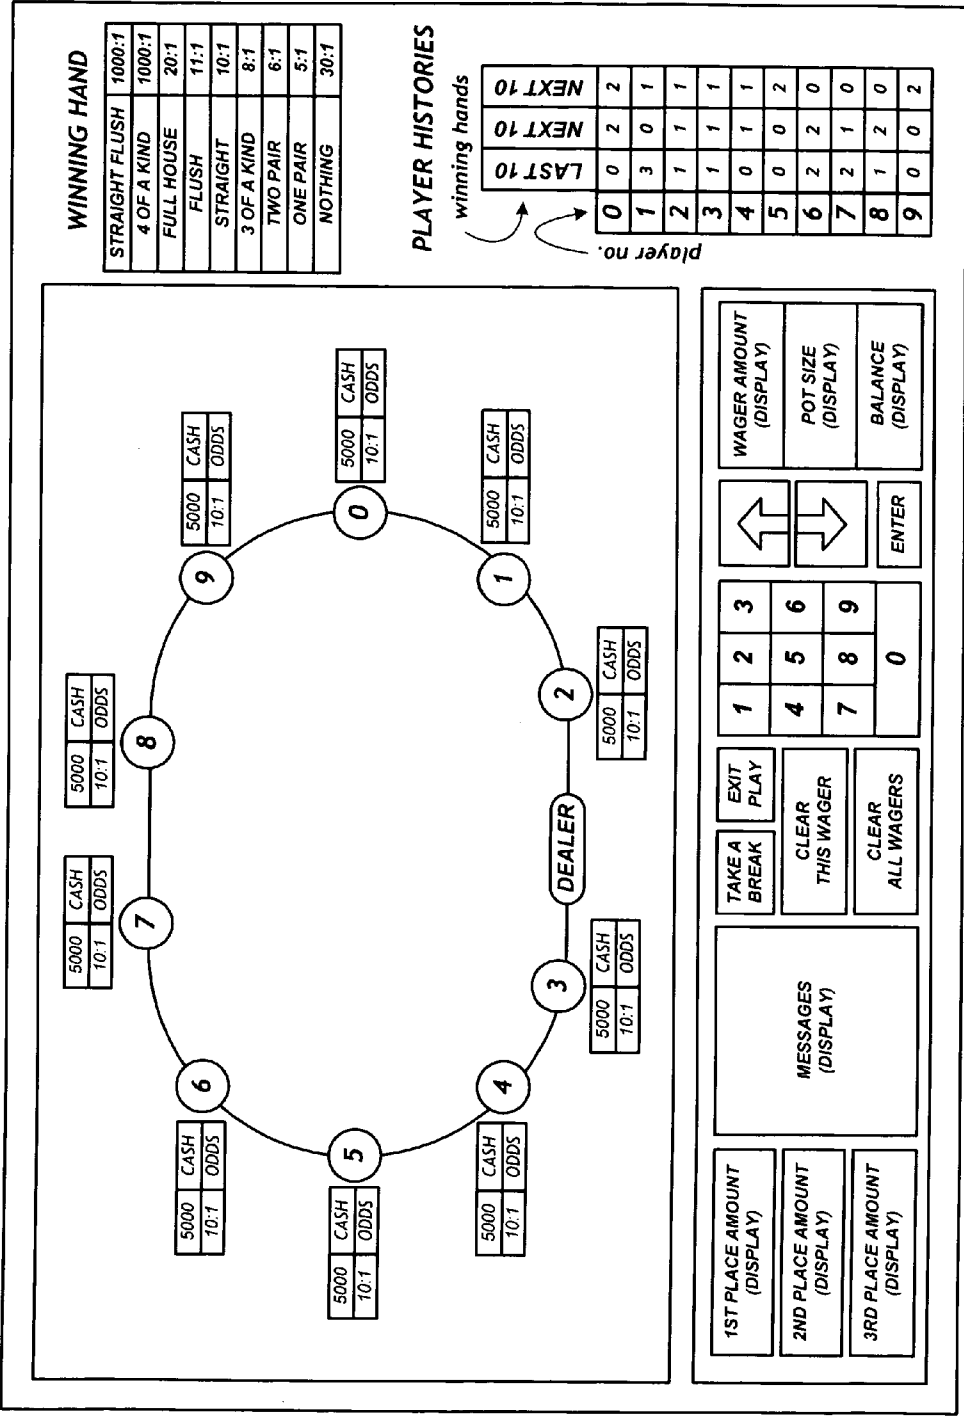 5000 CASH
10:1 ODDS
7
5000 CASH
10:1 ODDS
8
5000 CASH
10:1 ODDS
6
5000 CASH
10:1 ODDS
9
5000 CASH
10:1 ODDS
5
5000 CASH
10:1 ODDS
0
5000 CASH
10:1 ODDS
4
5000 CASH
10:1 ODDS
1
5000 CASH
10:1 ODDS
3
DEALER
2
5000 CASH
10:1 ODDS
WINNING HAND
STRAIGHT FLUSH 1000:1
4 OF A KIND 1000:1
FULL HOUSE 20:1
FLUSH 11:1
STRAIGHT 10:1
3 OF A KIND 8:1
TWO PAIR 6:1
ONE PAIR 5:1
NOTHING 30:1
PLAYER HISTORIES
winning hands
player no.
LAST 10 NEXT 10 NEXT 10
0 0 2 2
1 3 0 1
2 1 1 1
3 1 1 1
4 0 1 1
5 0 0 2
6 2 2 0
7 2 1 0
8 1 2 0
9 0 0 2
1ST PLACE AMOUNT
(DISPLAY)
2ND PLACE AMOUNT
(DISPLAY)
3RD PLACE AMOUNT
(DISPLAY)
MESSAGES
(DISPLAY)
TAKE A
BREAK
EXIT
PLAY
CLEAR
THIS WAGER
CLEAR
ALL WAGERS
1 2 3
4 5 6
7 8 9
0
ENTER
WAGER AMOUNT
(DISPLAY)
POT SIZE
(DISPLAY)
BALANCE
(DISPLAY)